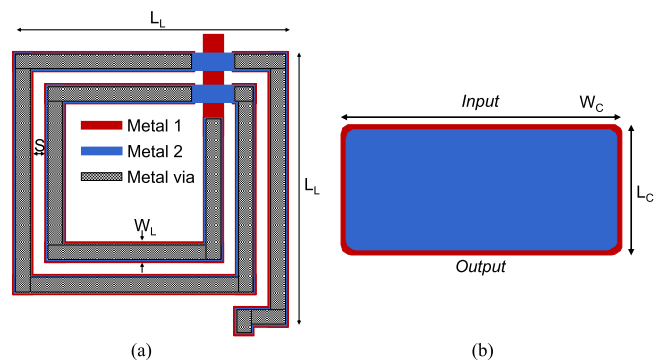 L_L
Metal 1
Metal 2
Metal via
S
W_L
L_L
(a)
Input
W_C
L_C
Output
(b)